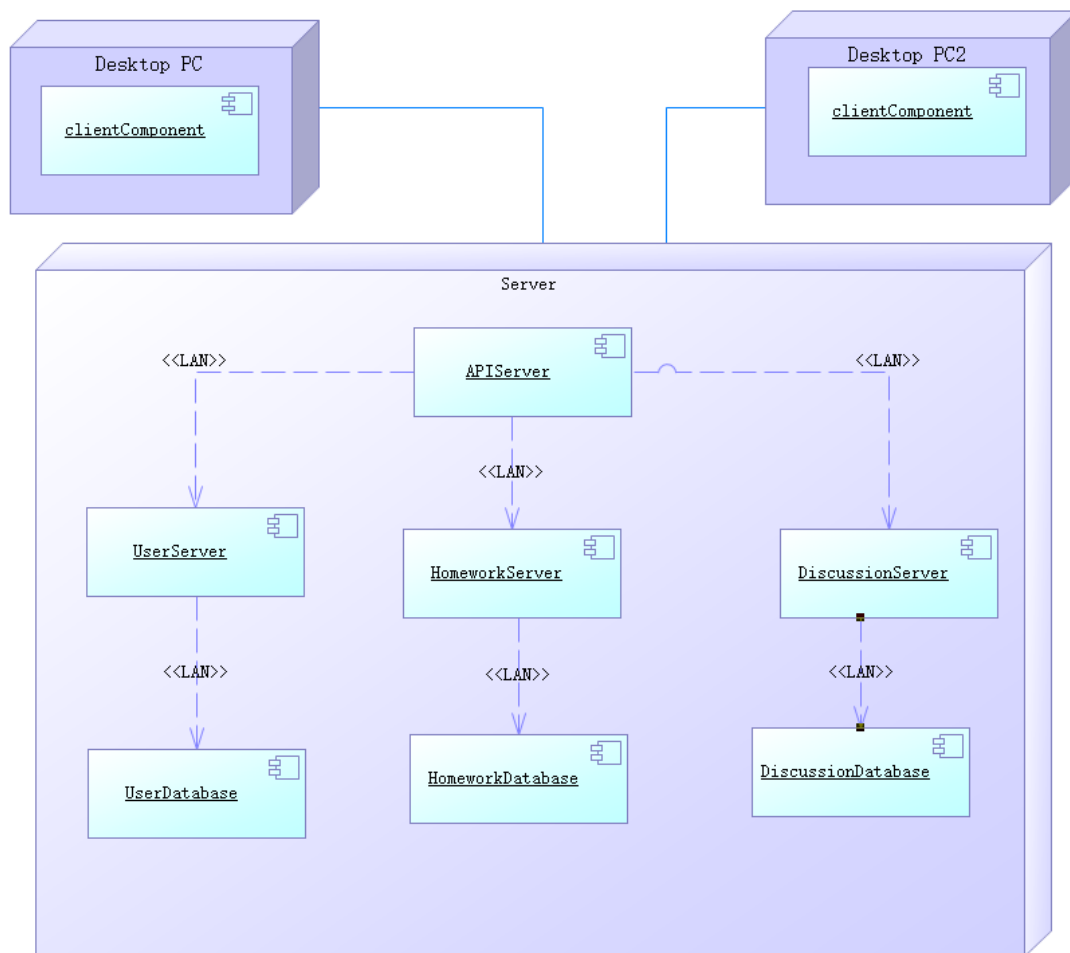 Desktop PC
clientComponent
Desktop PC2
clientComponent
Server
<<LAN>>
APIServer
<<LAN>>
<<LAN>>
UserServer
HomeworkServer
DiscussionServer
<<LAN>>
<<LAN>>
<<LAN>>
UserDatabase
HomeworkDatabase
DiscussionDatabase